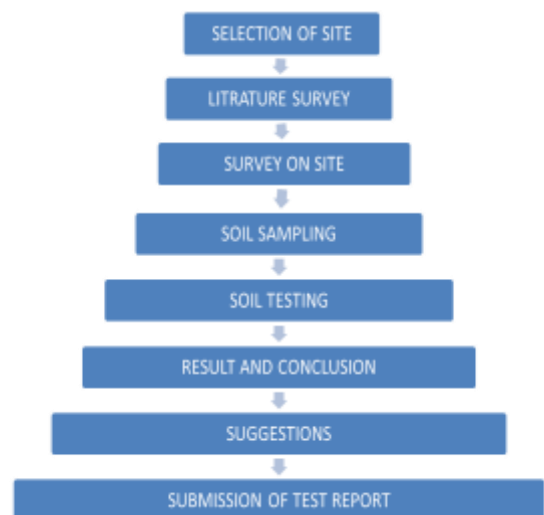 SELECTION OF SITE
LITRATURE SURVEY
SURVEY ON SITE
SOIL SAMPLING
SOIL TESTING
RESULT AND CONCLUSION
SUGGESTIONS
SUBMISSION OF TEST REPORT